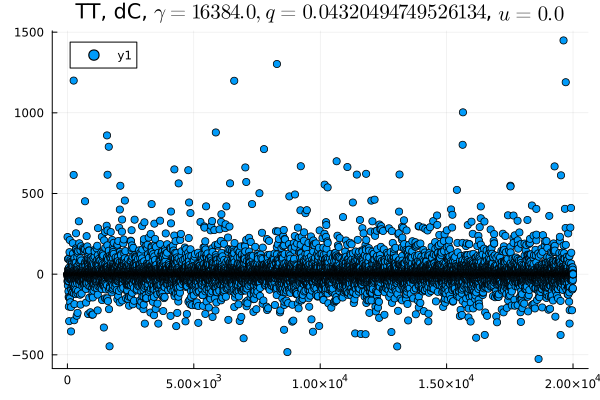 TT, dC, γ = 16384.0, q = 0.04320494749526134, u = 0.0
y1
1500
1000
500
0
−500
0 5.00×10³ 1.00×10⁴ 1.50×10⁴ 2.00×10⁴